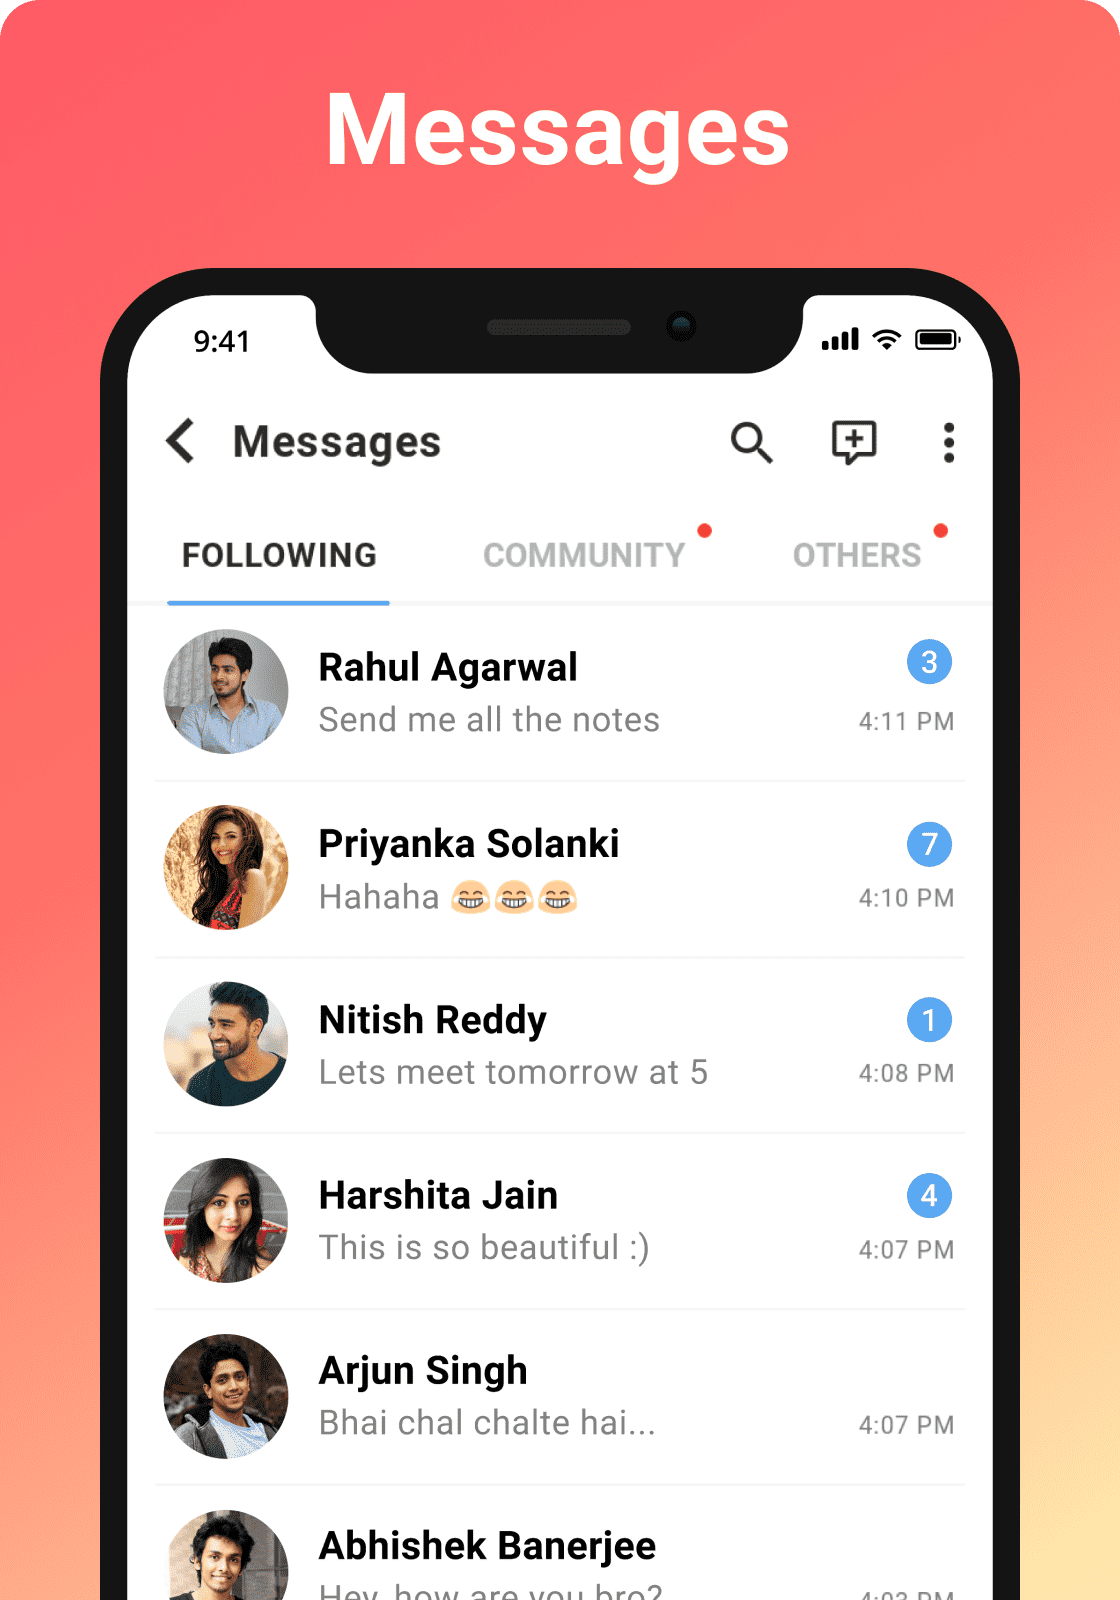 Messages
9:41
Messages
FOLLOWING COMMUNITY OTHERS
Rahul Agarwal 3
Send me all the notes 4:11 PM
Priyanka Solanki 7
Hahaha 😁😁😁 4:10 PM
Nitish Reddy 1
Lets meet tomorrow at 5 4:08 PM
Harshita Jain 4
This is so beautiful :) 4:07 PM
Arjun Singh
Bhai chal chalte hai... 4:07 PM
Abhishek Banerjee
Hey, how are you bro? 4:03 PM